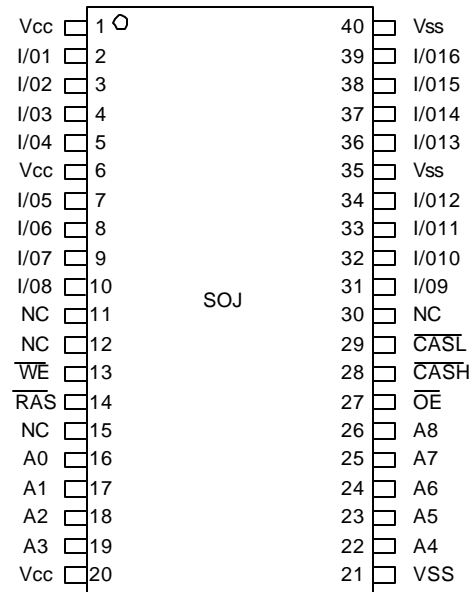 Vcc 1 40 Vss
I/01 2 39 I/016
I/02 3 38 I/015
I/03 4 37 I/014
I/04 5 36 I/013
Vcc 6 35 Vss
I/05 7 34 I/012
I/06 8 33 I/011
I/07 9 32 I/010
I/08 10 31 I/09
SOJ
NC 11 30 NC
NC 12 29 CASL
WE 13 28 CASH
RAS 14 27 OE
NC 15 26 A8
A0 16 25 A7
A1 17 24 A6
A2 18 23 A5
A3 19 22 A4
Vcc 20 21 VSS